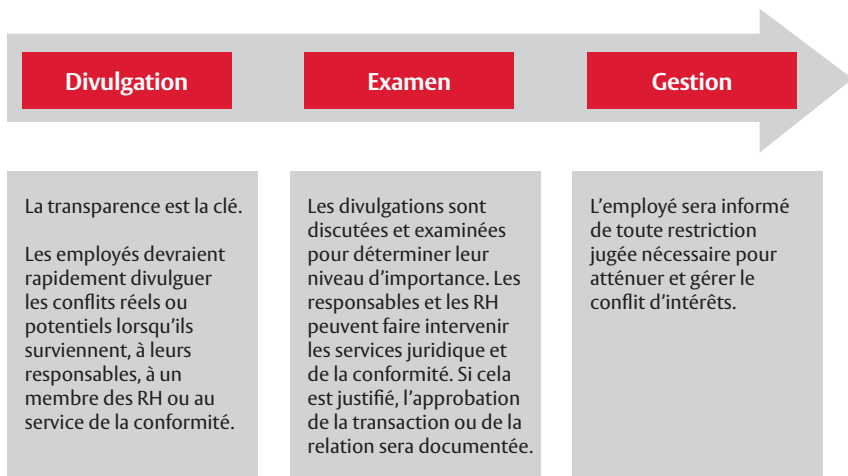 Divulgation
Examen
Gestion
La transparence est la clé.
Les employés devraient
rapidement divulguer
les conflits réels ou
potentiels lorsqu’ils
surviennent, à leurs
responsables, à un
membre des RH ou au
service de la conformité.
Les divulgations sont
discutées et examinées
pour déterminer leur
niveau d’importance. Les
responsables et les RH
peuvent faire intervenir
les services juridique et
de la conformité. Si cela
est justifié, l’approbation
de la transaction ou de la
relation sera documentée.
L’employé sera informé
de toute restriction
jugée nécessaire pour
atténuer et gérer le
conflit d’intérêts.